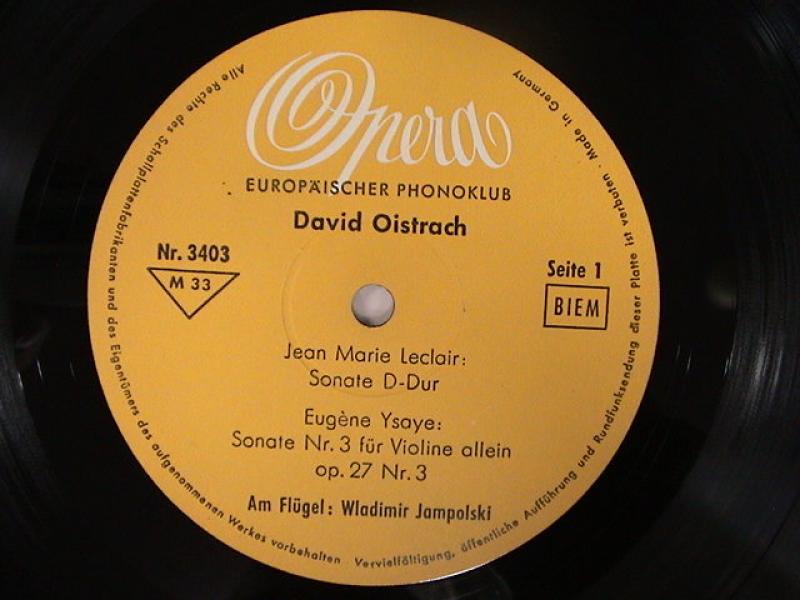 Opera
EUROPÄISCHER PHONOKLUB
David Oistrach
Nr. 3403
M 33
Seite 1
BIEM
Jean Marie Leclair:
Sonate D-Dur
Eugène Ysaye:
Sonate Nr. 3 für Violine allein
op. 27 Nr. 3
Am Flügel: Wladimir Jampolski
Alle Rechte des Schallplattenfabrikanten und des Eigentümers des aufgenommenen Werkes vorbehalten · Vervielfältigung, öffentliche Aufführung und Rundfunksendung dieser Platte ist verboten · Made in Germany